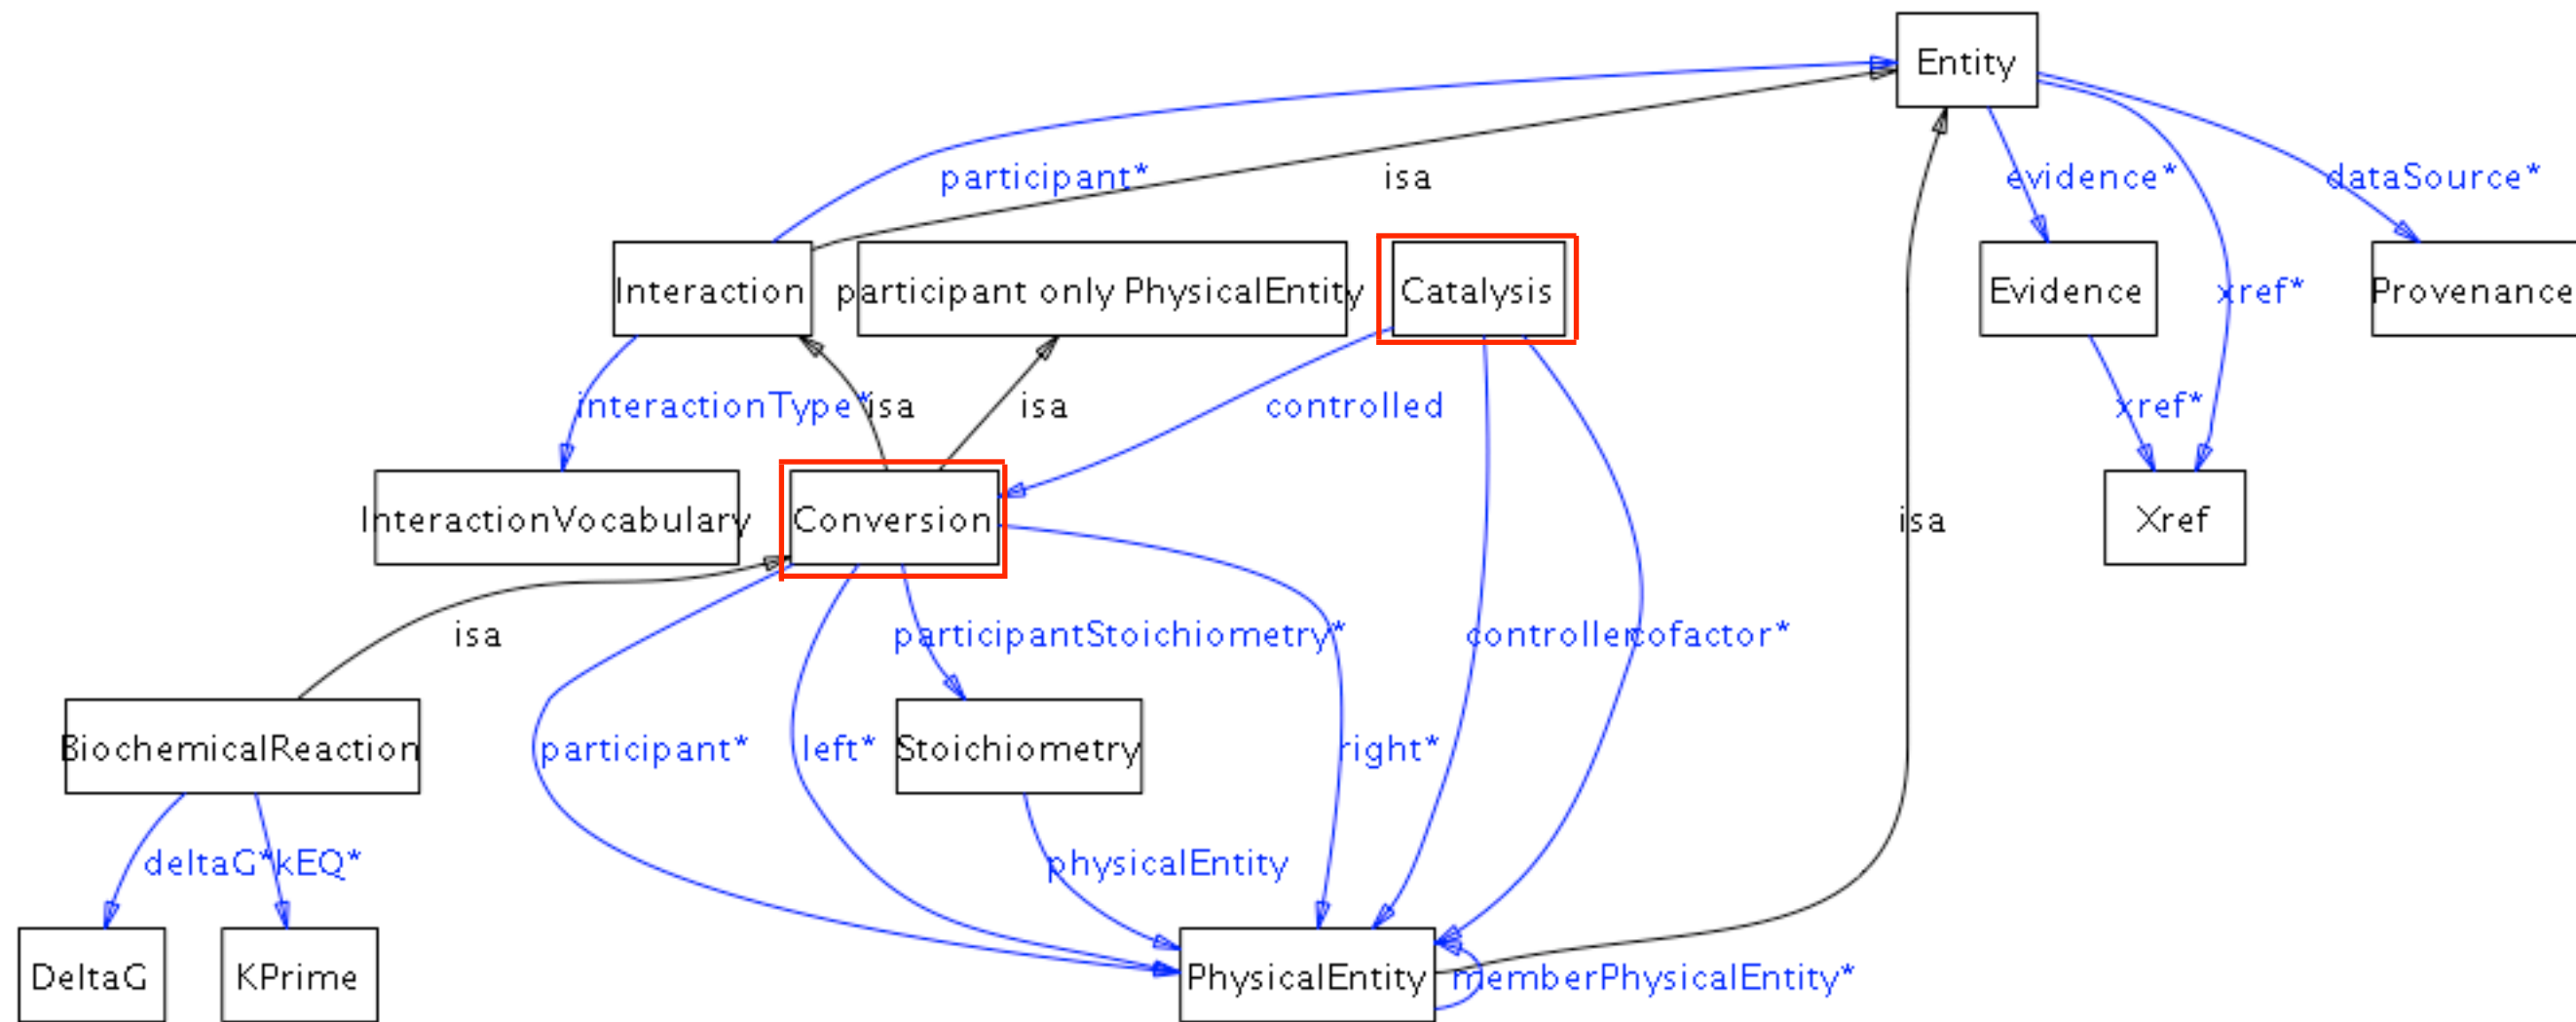 Entity
participant*
isa
evidence*
dataSource*
Interaction
participant only PhysicalEntity
Catalysis
Evidence
xref*
Provenance
interactionType*
isa
isa
controlled
xref*
InteractionVocabulary
Conversion
isa
Xref
isa
participantStoichiometry*
controller
cofactor*
BiochemicalReaction
participant*
left*
Stoichiometry
right*
deltaG*
kEQ*
physicalEntity
DeltaG
KPrime
PhysicalEntity
memberPhysicalEntity*